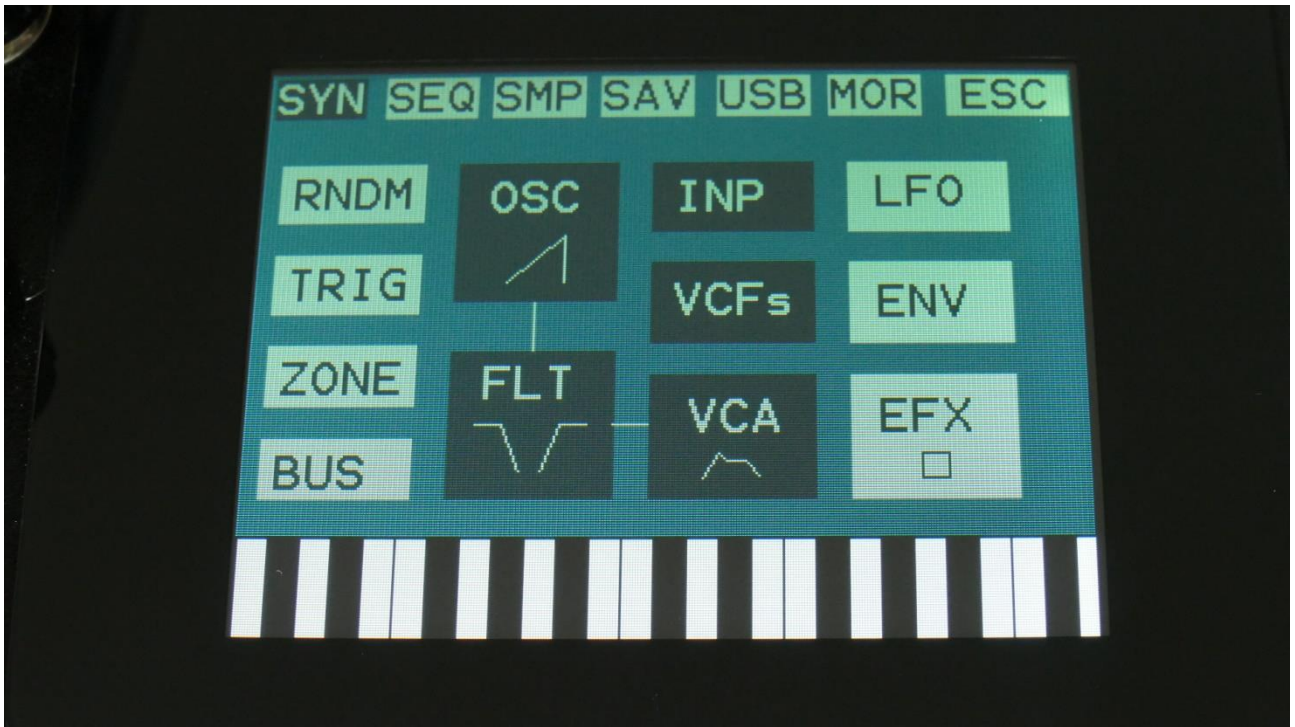 SYN SEQ SMP SAV USB MOR ESC
RNDM OSC INP LFO
TRIG VCFs ENV
ZONE FLT VCA EFX
BUS